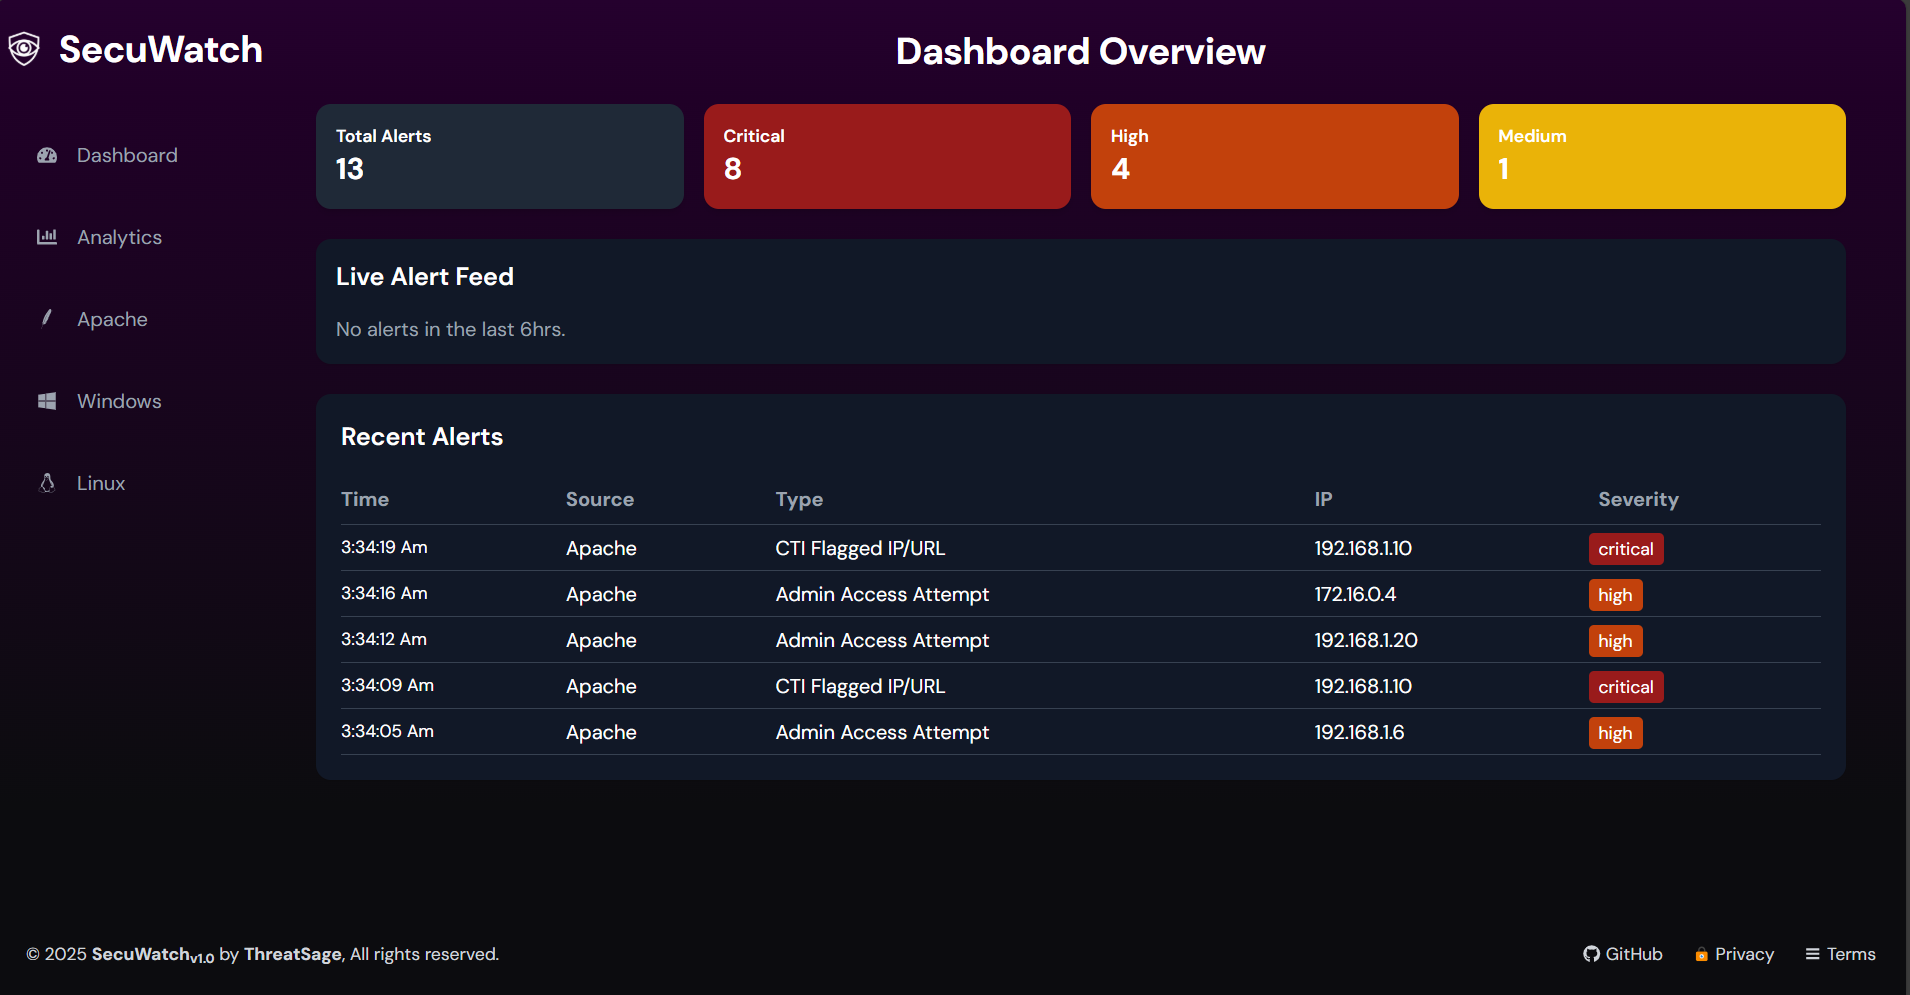 SecuWatch
Dashboard Overview
Dashboard
Analytics
Apache
Windows
Linux
Total Alerts
13
Critical
8
High
4
Medium
1
Live Alert Feed
No alerts in the last 6hrs.
Recent Alerts
Time Source Type IP Severity
3:34:19 Am Apache CTI Flagged IP/URL 192.168.1.10 critical
3:34:16 Am Apache Admin Access Attempt 172.16.0.4 high
3:34:12 Am Apache Admin Access Attempt 192.168.1.20 high
3:34:09 Am Apache CTI Flagged IP/URL 192.168.1.10 critical
3:34:05 Am Apache Admin Access Attempt 192.168.1.6 high
© 2025 SecuWatchv1.0 by ThreatSage, All rights reserved.
GitHub Privacy Terms